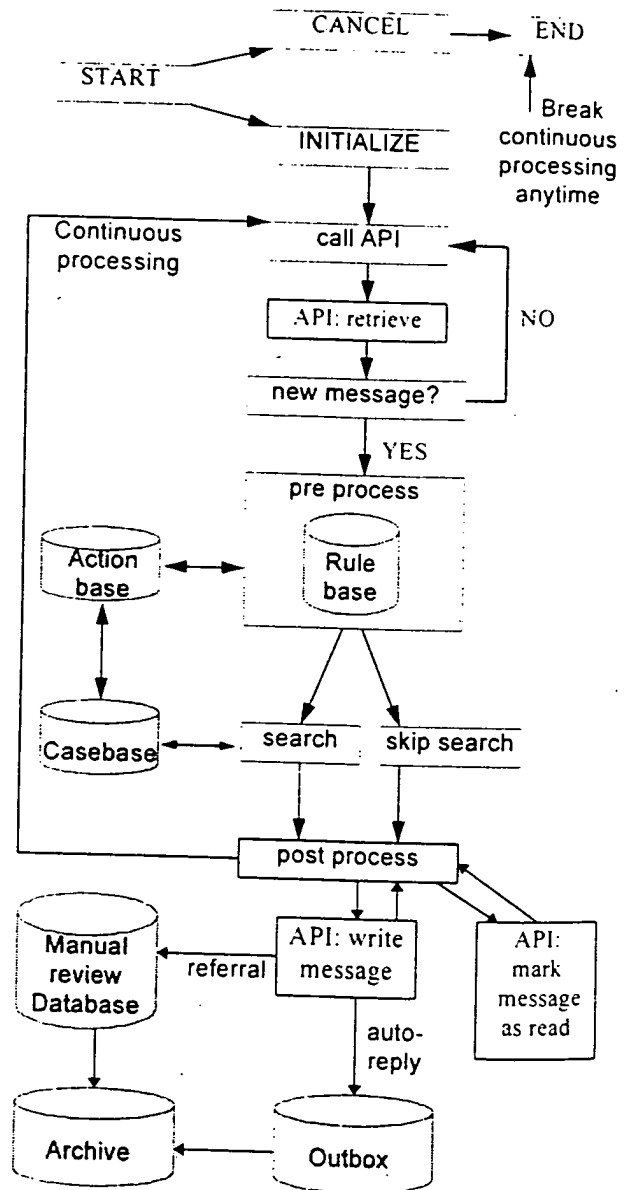 CANCEL
END
START
Break
continuous
processing
anytime
INITIALIZE
Continuous
processing
call API
API: retrieve
NO
new message?
YES
pre process
Action
base
Rule
base
Casebase
search
skip search
post process
Manual
review
Database
referral
API: write
message
API:
mark
message
as read
auto-
reply
Archive
Outbox